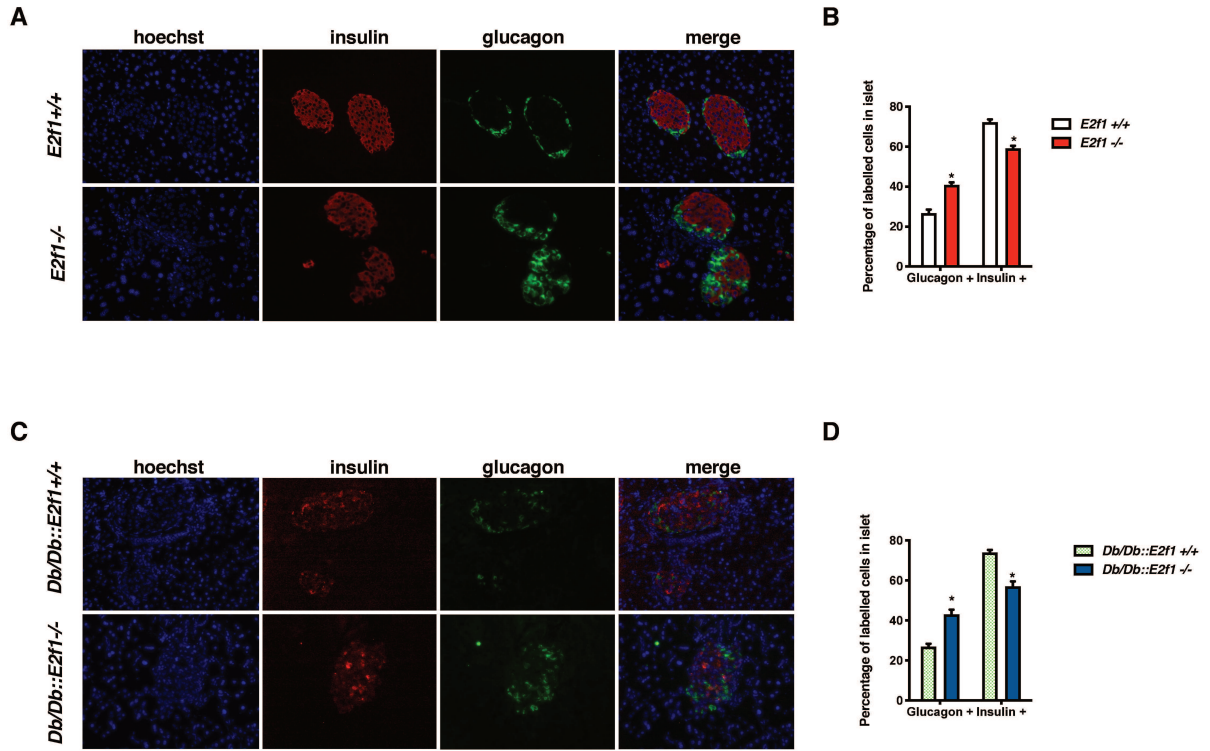 A
hoechst insulin glucagon merge
E2f1+/+
E2f1-/-
B
Percentage of labelled cells in islet
80
60
40
20
0
* *
Glucagon + Insulin +
E2f1 +/+
E2f1 -/-
C
hoechst insulin glucagon merge
Db/Db::E2f1+/+
Db/Db::E2f1-/-
D
Percentage of labelled cells in islet
80
60
40
20
0
* *
Glucagon + Insulin +
Db/Db::E2f1 +/+
Db/Db::E2f1 -/-